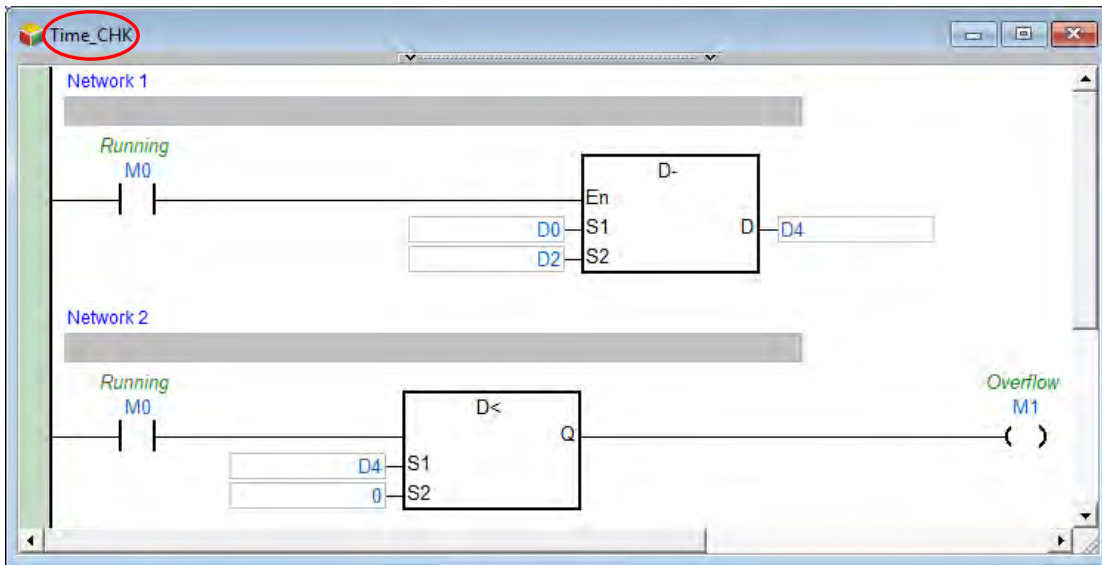 Time_CHK
Network 1
Running
M0
D-
En
D0 S1 D D4
D2 S2
Network 2
Running
M0
D<
Q
Overflow
M1
D4 S1
0 S2